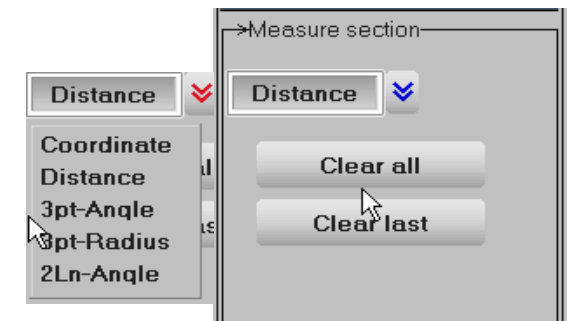 Measure section
Distance
Distance
Coordinate
Distance
3pt-Angle
3pt-Radius
2Ln-Angle
Clear all
Clear last